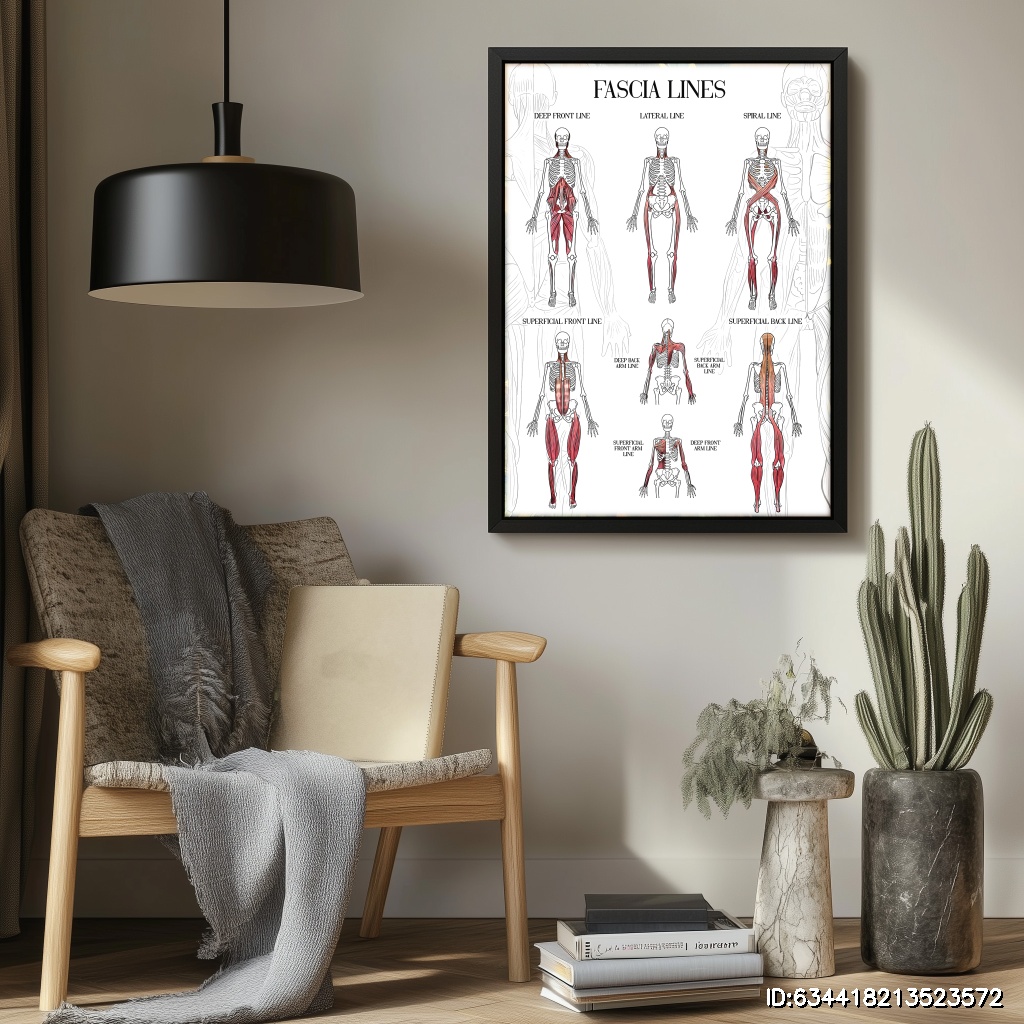 FASCIA LINES
DEEP FRONT LINE
LATERAL LINE
SPIRAL LINE
SUPERFICIAL FRONT LINE
SUPERFICIAL BACK LINE
DEEP BACK
ARM LINE
SUPERFICIAL
BACK ARM
LINE
SUPERFICIAL
FRONT ARM
LINE
DEEP FRONT
ARM LINE
ID:634418213523572